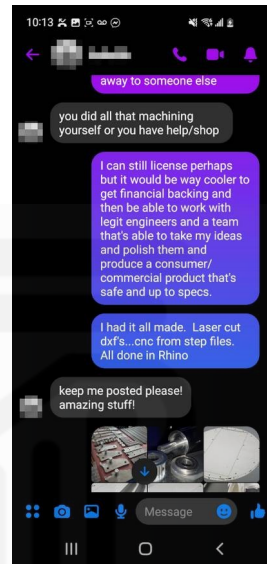 10:13
away to someone else
you did all that machining
yourself or you have help/shop
I can still license perhaps
but it would be way cooler to
get financial backing and
then be able to work with
legit engineers and a team
that's able to take my ideas
and polish them and
produce a consumer/
commercial product that's
safe and up to specs.
I had it all made. Laser cut
dxf's...cnc from step files.
All done in Rhino
keep me posted please!
amazing stuff!
Message